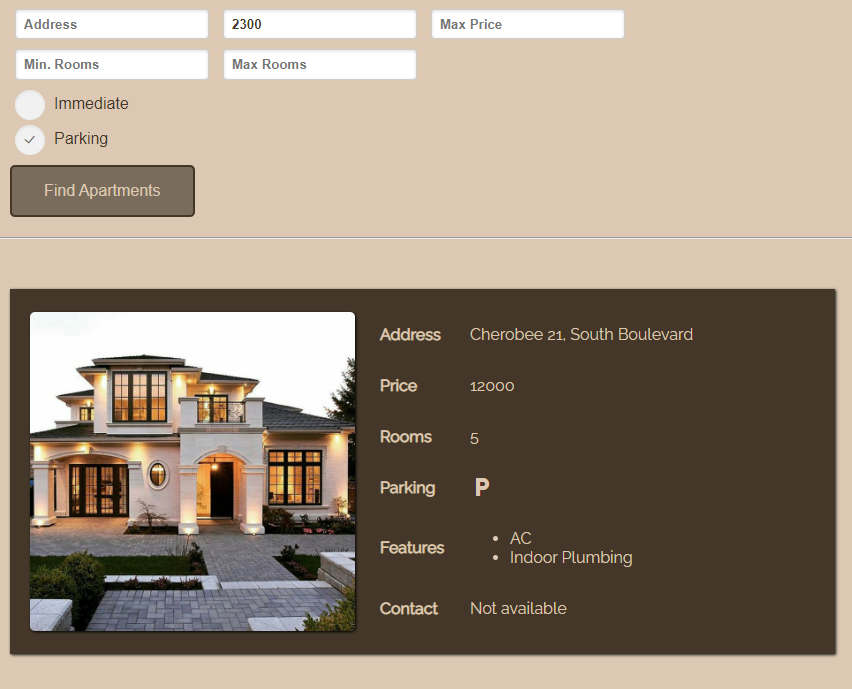 Address 2300 Max Price
Min. Rooms Max Rooms
Immediate
Parking
Find Apartments
Address Cherobee 21, South Boulevard
Price 12000
Rooms 5
Parking P
Features • AC
• Indoor Plumbing
Contact Not available